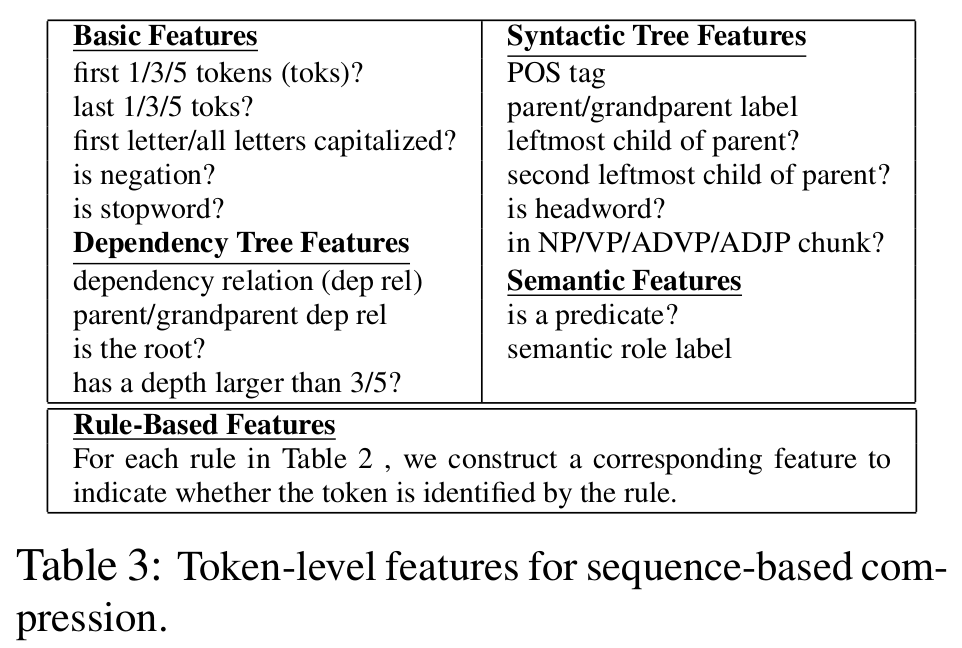 Basic Features
first 1/3/5 tokens (toks)?
last 1/3/5 toks?
first letter/all letters capitalized?
is negation?
is stopword?
Dependency Tree Features
dependency relation (dep rel)
parent/grandparent dep rel
is the root?
has a depth larger than 3/5?
Syntactic Tree Features
POS tag
parent/grandparent label
leftmost child of parent?
second leftmost child of parent?
is headword?
in NP/VP/ADVP/ADJP chunk?
Semantic Features
is a predicate?
semantic role label
Rule-Based Features
For each rule in Table 2 , we construct a corresponding feature to
indicate whether the token is identified by the rule.
Table 3: Token-level features for sequence-based com-
pression.